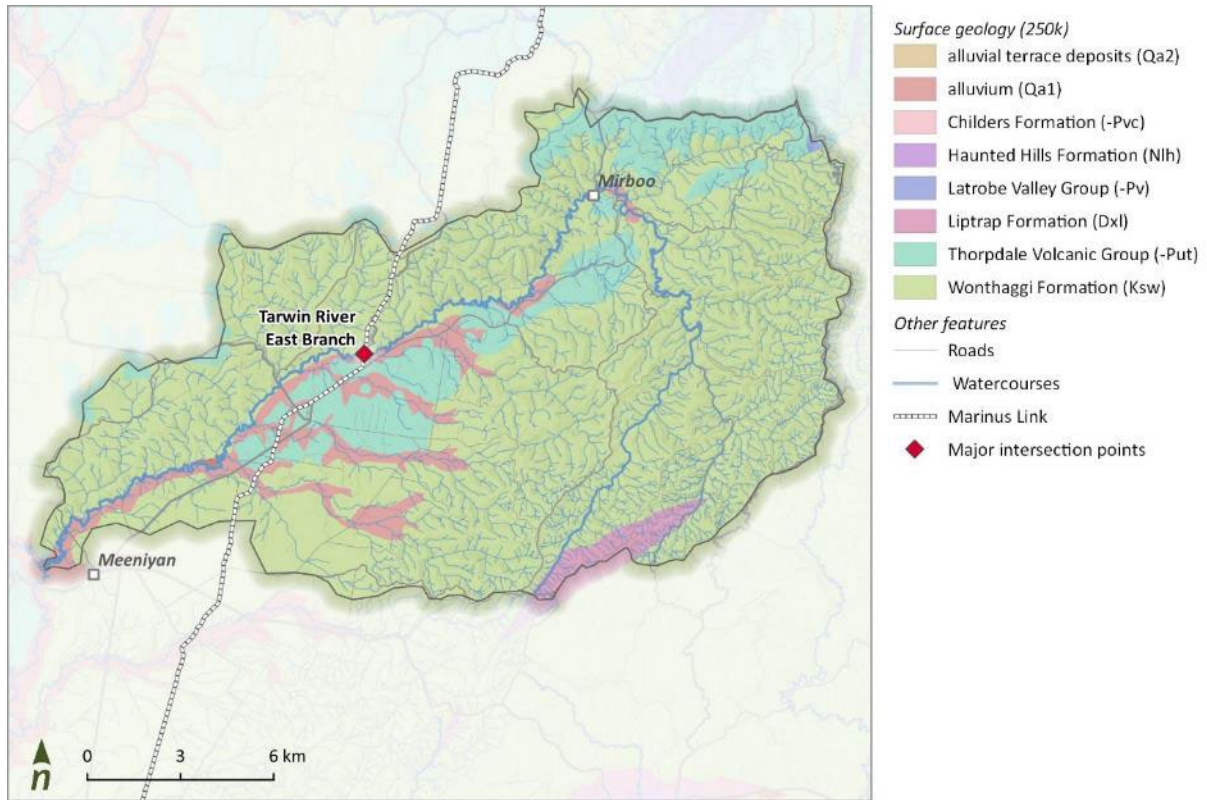 Mirboo
Tarwin River
East Branch
Meeniyan
n
0 3 6 km
Surface geology (250k)
alluvial terrace deposits (Qa2)
alluvium (Qa1)
Childers Formation (-Pvc)
Haunted Hills Formation (Nlh)
Latrobe Valley Group (-Pv)
Liptrap Formation (Dxl)
Thorpdale Volcanic Group (-Put)
Wonthaggi Formation (Ksw)
Other features
Roads
Watercourses
Marinus Link
Major intersection points